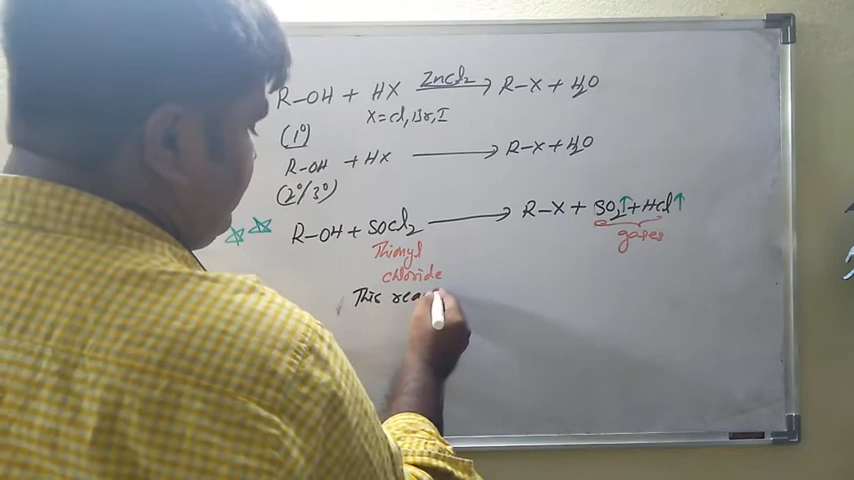 R-OH + HX ZnCl2→ R-X + H2O
X=Cl, Br, I
(1°)
R-OH + HX → R-X + H2O
(2°/3°)
R-OH + SOCl2 → R-X + SO2↑ + HCl↑
gases
Thionyl
chloride
This